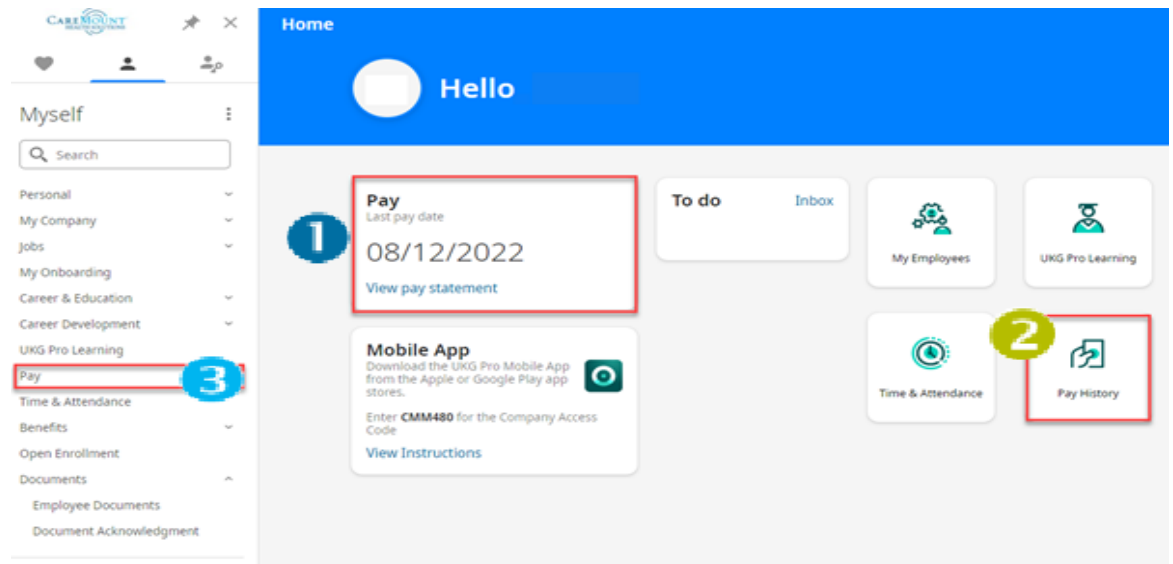 CAREMOUNT
HEALTH SOLUTIONS
Myself
Search
Personal
My Company
Jobs
My Onboarding
Career & Education
Career Development
UKG Pro Learning
Pay
3
Time & Attendance
Benefits
Open Enrollment
Documents
Employee Documents
Document Acknowledgment
Home
Hello
1
Pay
Last pay date
08/12/2022
View pay statement
To do
Inbox
My Employees
UKG Pro Learning
Mobile App
Download the UKG Pro Mobile App
from the Apple or Google Play app
stores.
Enter CMM480 for the Company Access
Code
View Instructions
Time & Attendance
2
Pay History